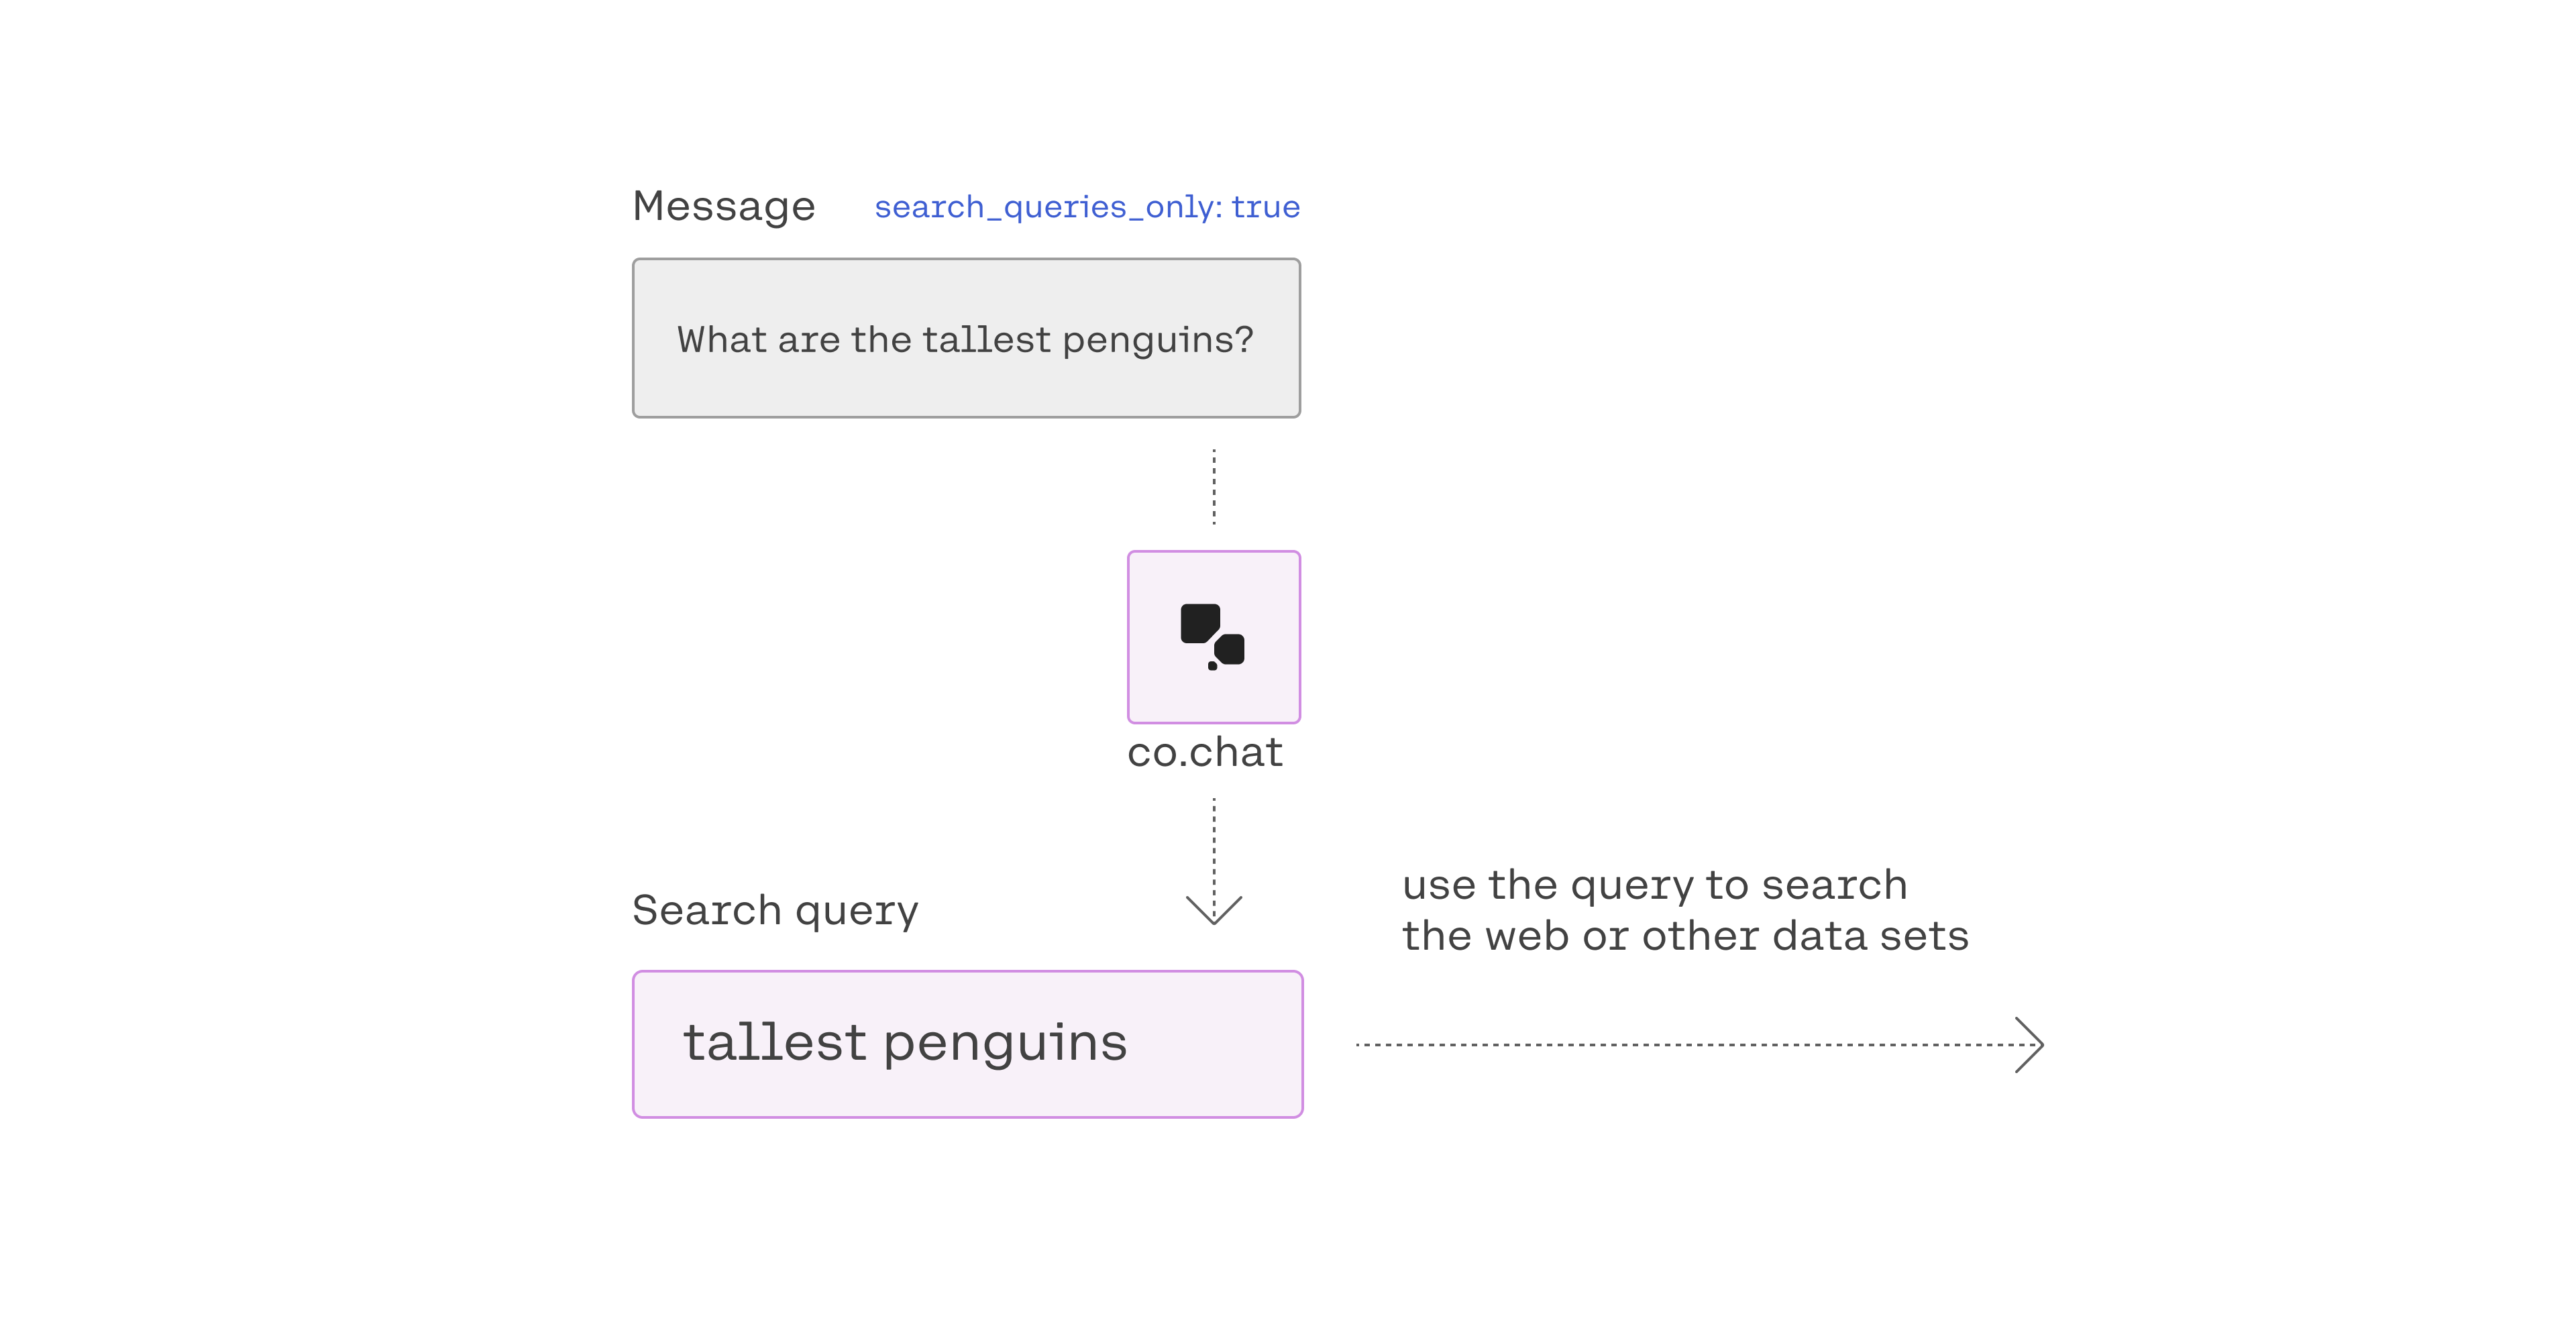 Message
search_queries_only: true
What are the tallest penguins?
co.chat
Search query
tallest penguins
use the query to search
the web or other data sets